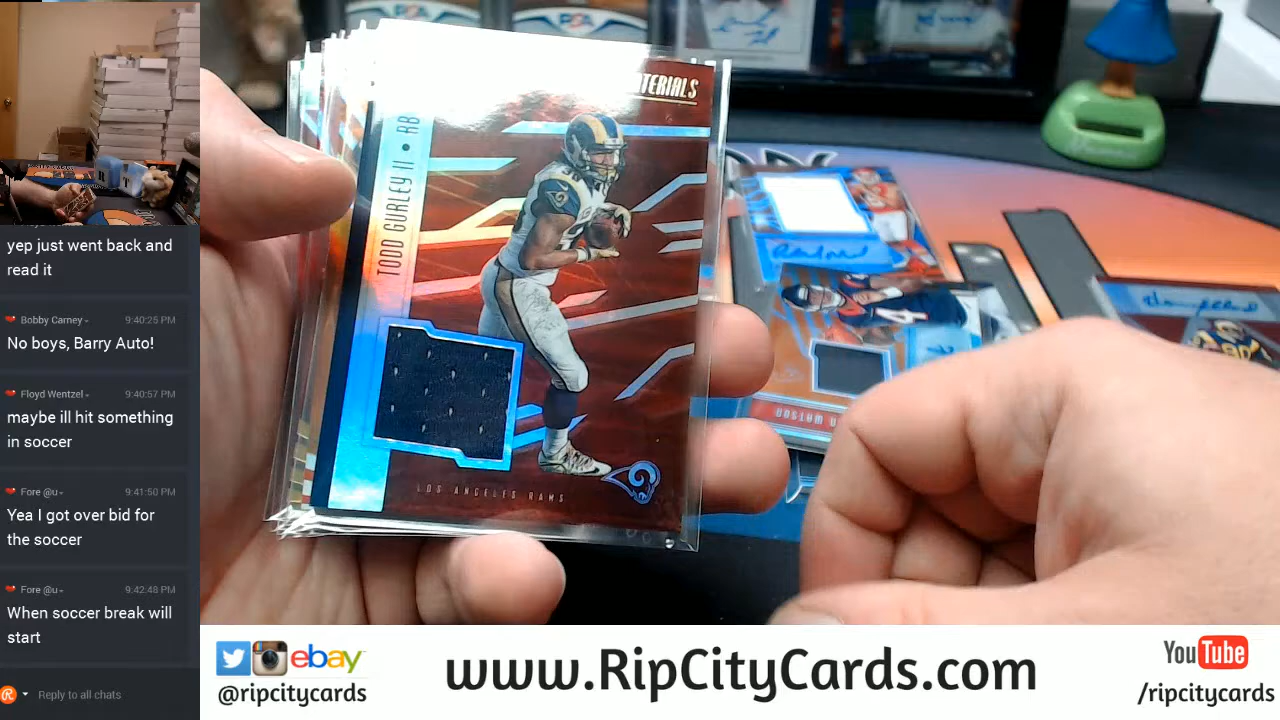 yep just went back and
read it
Bobby Carney
9:40:25 PM
No boys, Barry Auto!
Floyd Wentzel
9:40:57 PM
maybe ill hit something
in soccer
Fore @u
9:41:50 PM
Yea I got over bid for
the soccer
Fore @u
9:42:48 PM
When soccer break will
start
Reply to all chats
TERIALS
TODD GURLEY II • RB
LOS ANGELES RAMS
PSA
PSA
ebay
@ripcitycards
www.RipCityCards.com
YouTube
/ripcitycards